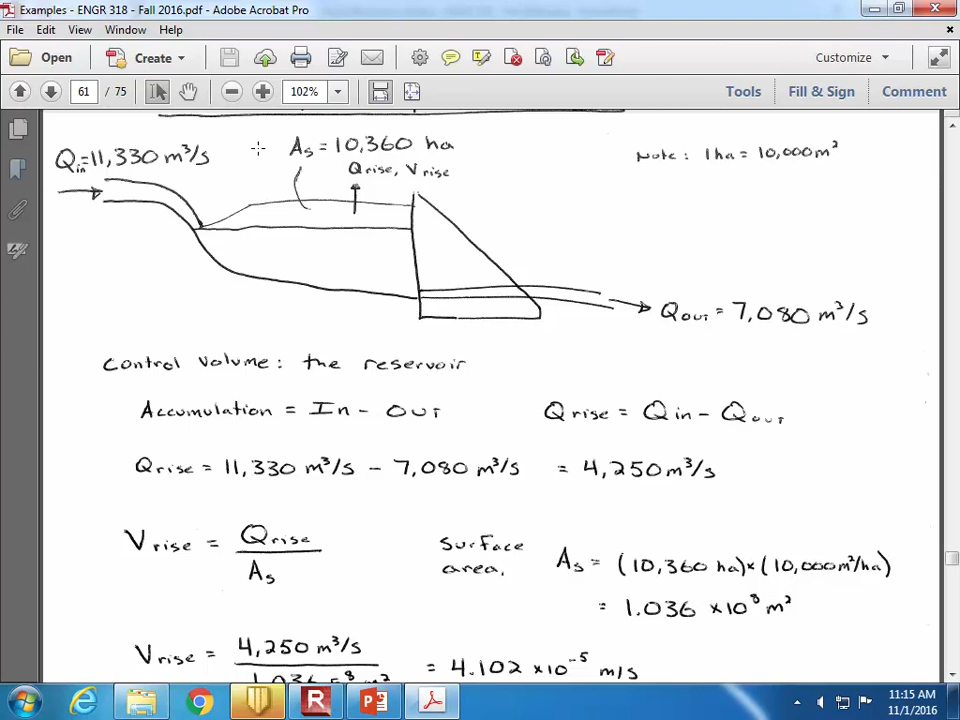 Examples - ENGR 318 - Fall 2016.pdf - Adobe Acrobat Pro
File Edit View Window Help
Open Create Customize
61 / 75 102% Tools Fill & Sign Comment
Qin=11,330 m³/s
As = 10,360 ha
Note: 1 ha = 10,000 m²
Qrise, Vrise
QOUT = 7,080 m³/s
Control Volume: the reservoir
Accumulation = In - Out Qrise = Qin - QOUT
Qrise = 11,330 m³/s - 7,080 m³/s = 4,250 m³/s
Vrise = Qrise / As
surface area.
As = (10,360 ha)×(10,000 m²/ha)
= 1.036 ×10⁸ m²
Vrise = 4,250 m³/s
= 4.102 ×10⁻⁵ m/s
11:15 AM
11/1/2016